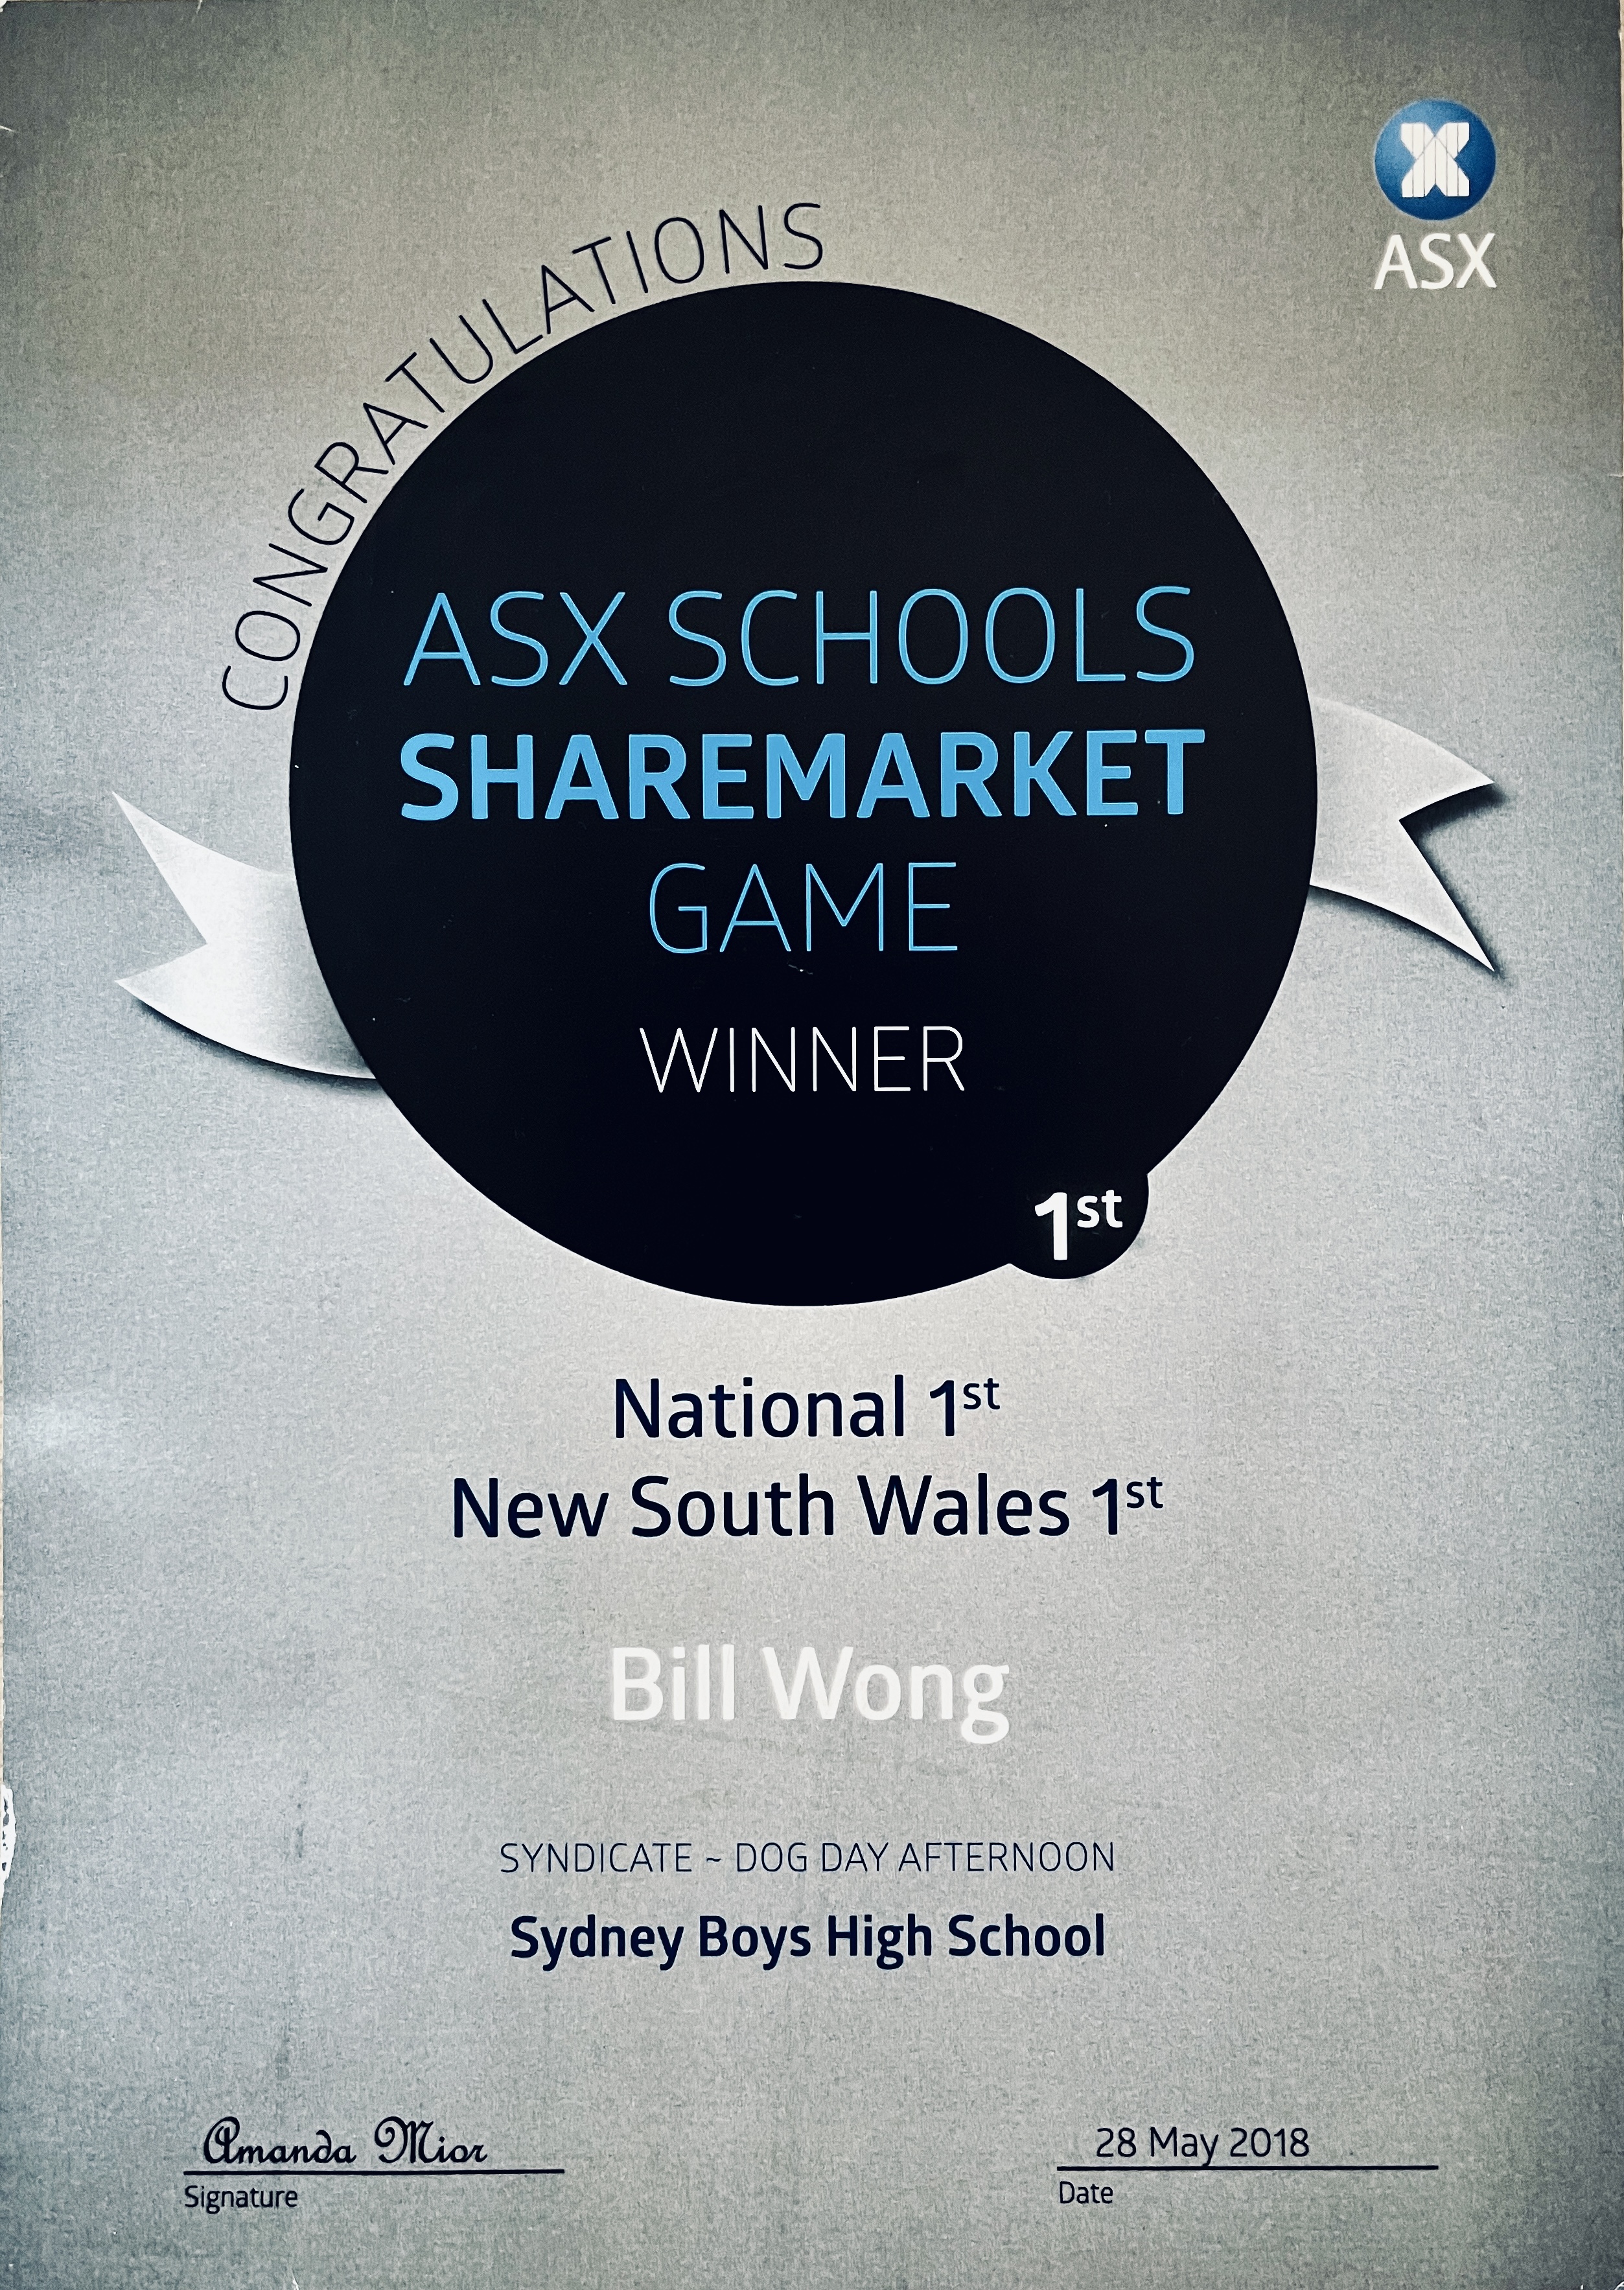 ASX
CONGRATULATIONS
ASX SCHOOLS
SHAREMARKET
GAME
WINNER
1st
National 1st
New South Wales 1st
Bill Wong
SYNDICATE ~ DOG DAY AFTERNOON
Sydney Boys High School
Amanda Mior
Signature
28 May 2018
Date